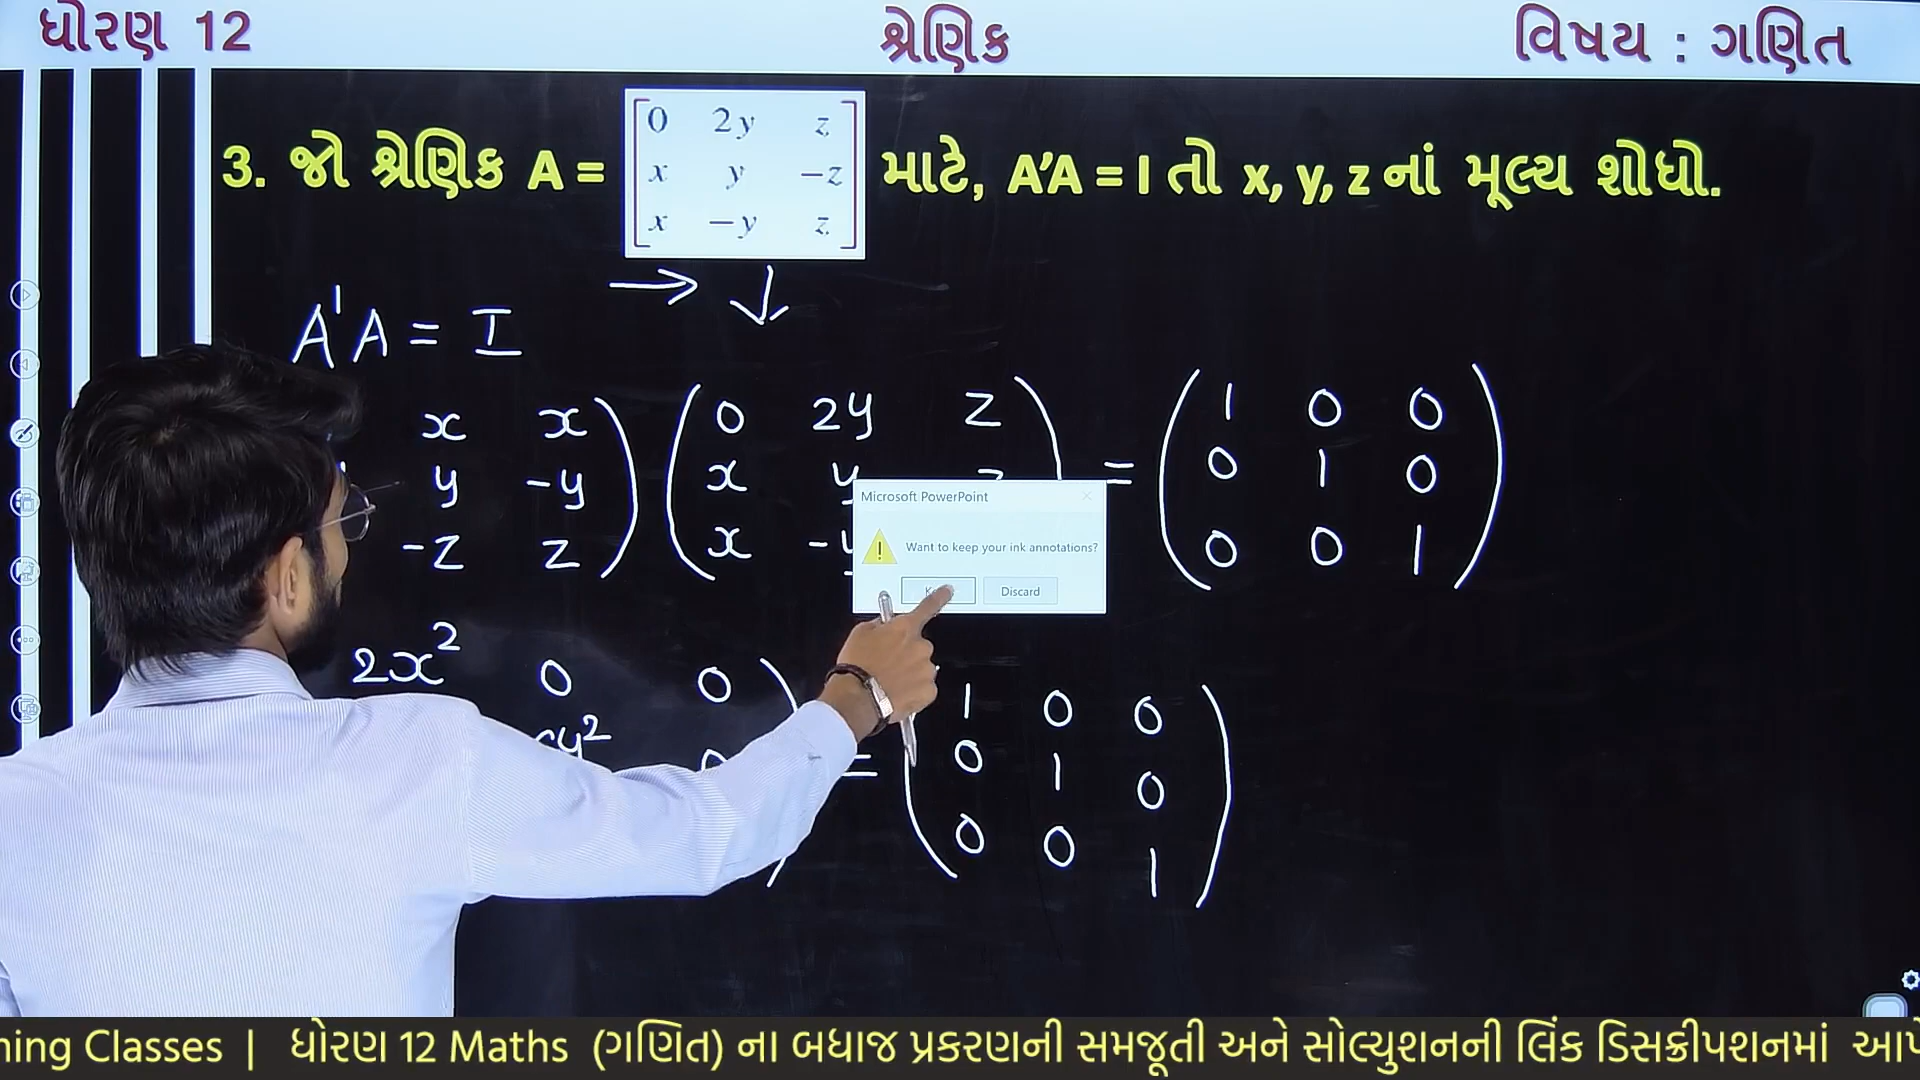 ધોરણ 12 શ્રેણિક વિષય : ગણિત
3. જો શ્રેણિક A = [0 2y z માટે, A’A = I તો x, y, z નાં મૂલ્ય શોધો.
x y −z
x −y z]
A'A = I
x x) (0 2y z) = (1 0 0)
y -y x y 0 1 0
-z z x -y 0 0 1
Microsoft PowerPoint
Want to keep your ink annotations?
Discard
2x² 0 0) = (1 0 0)
y² 0 0 1 0
0 0 1
ning Classes | ધોરણ 12 Maths (ગણિત) ના બધાજ પ્રકરણની સમજૂતી અને સોલ્યુશનની લિંક ડિસક્રીપશનમાં